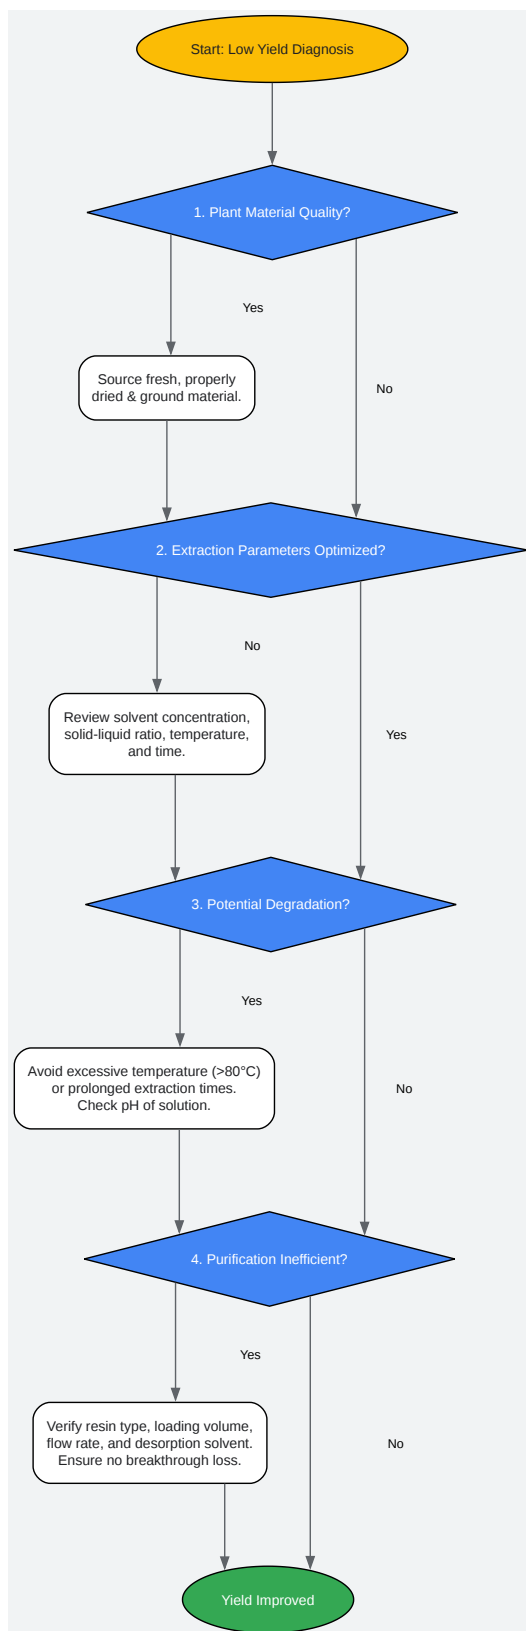 Start: Low Yield Diagnosis
1. Plant Material Quality?
Yes
Source fresh, properly
dried & ground material.
No
2. Extraction Parameters Optimized?
No
Review solvent concentration,
solid-liquid ratio, temperature,
and time.
Yes
3. Potential Degradation?
Yes
Avoid excessive temperature (>80°C)
or prolonged extraction times.
Check pH of solution.
No
4. Purification Inefficient?
Yes
Verify resin type, loading volume,
flow rate, and desorption solvent.
Ensure no breakthrough loss.
No
Yield Improved